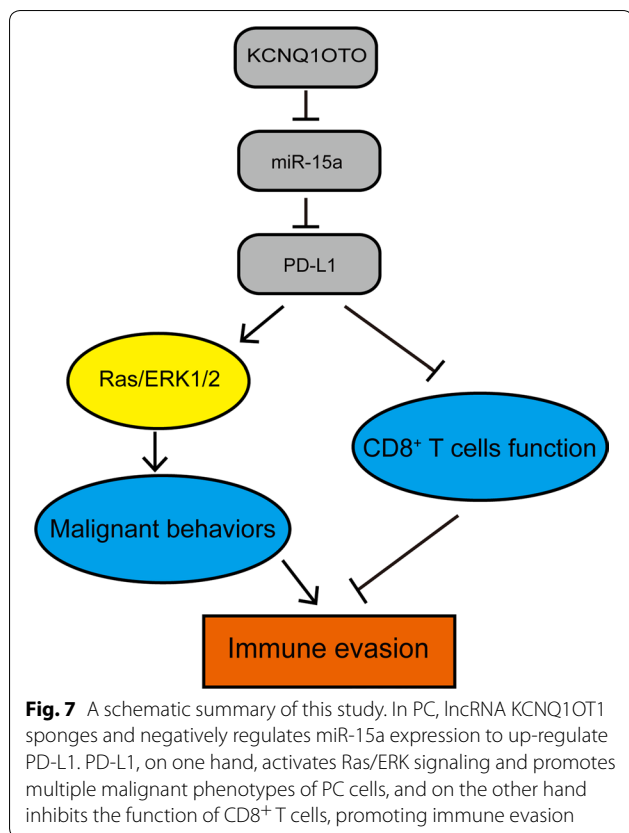 KCNQ1OTO
miR-15a
PD-L1
Ras/ERK1/2
CD8⁺ T cells function
Malignant behaviors
Immune evasion
Fig. 7 A schematic summary of this study. In PC, lncRNA KCNQ1OT1
sponges and negatively regulates miR-15a expression to up-regulate
PD-L1. PD-L1, on one hand, activates Ras/ERK signaling and promotes
multiple malignant phenotypes of PC cells, and on the other hand
inhibits the function of CD8⁺ T cells, promoting immune evasion